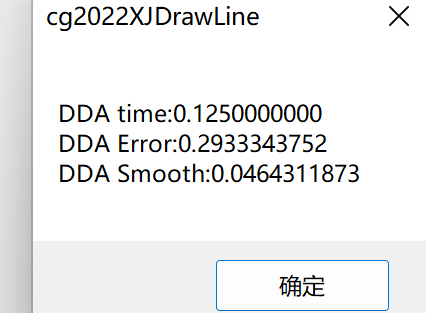 cg2022XJDrawLine
DDA time:0.1250000000
DDA Error:0.2933343752
DDA Smooth:0.0464311873
确定